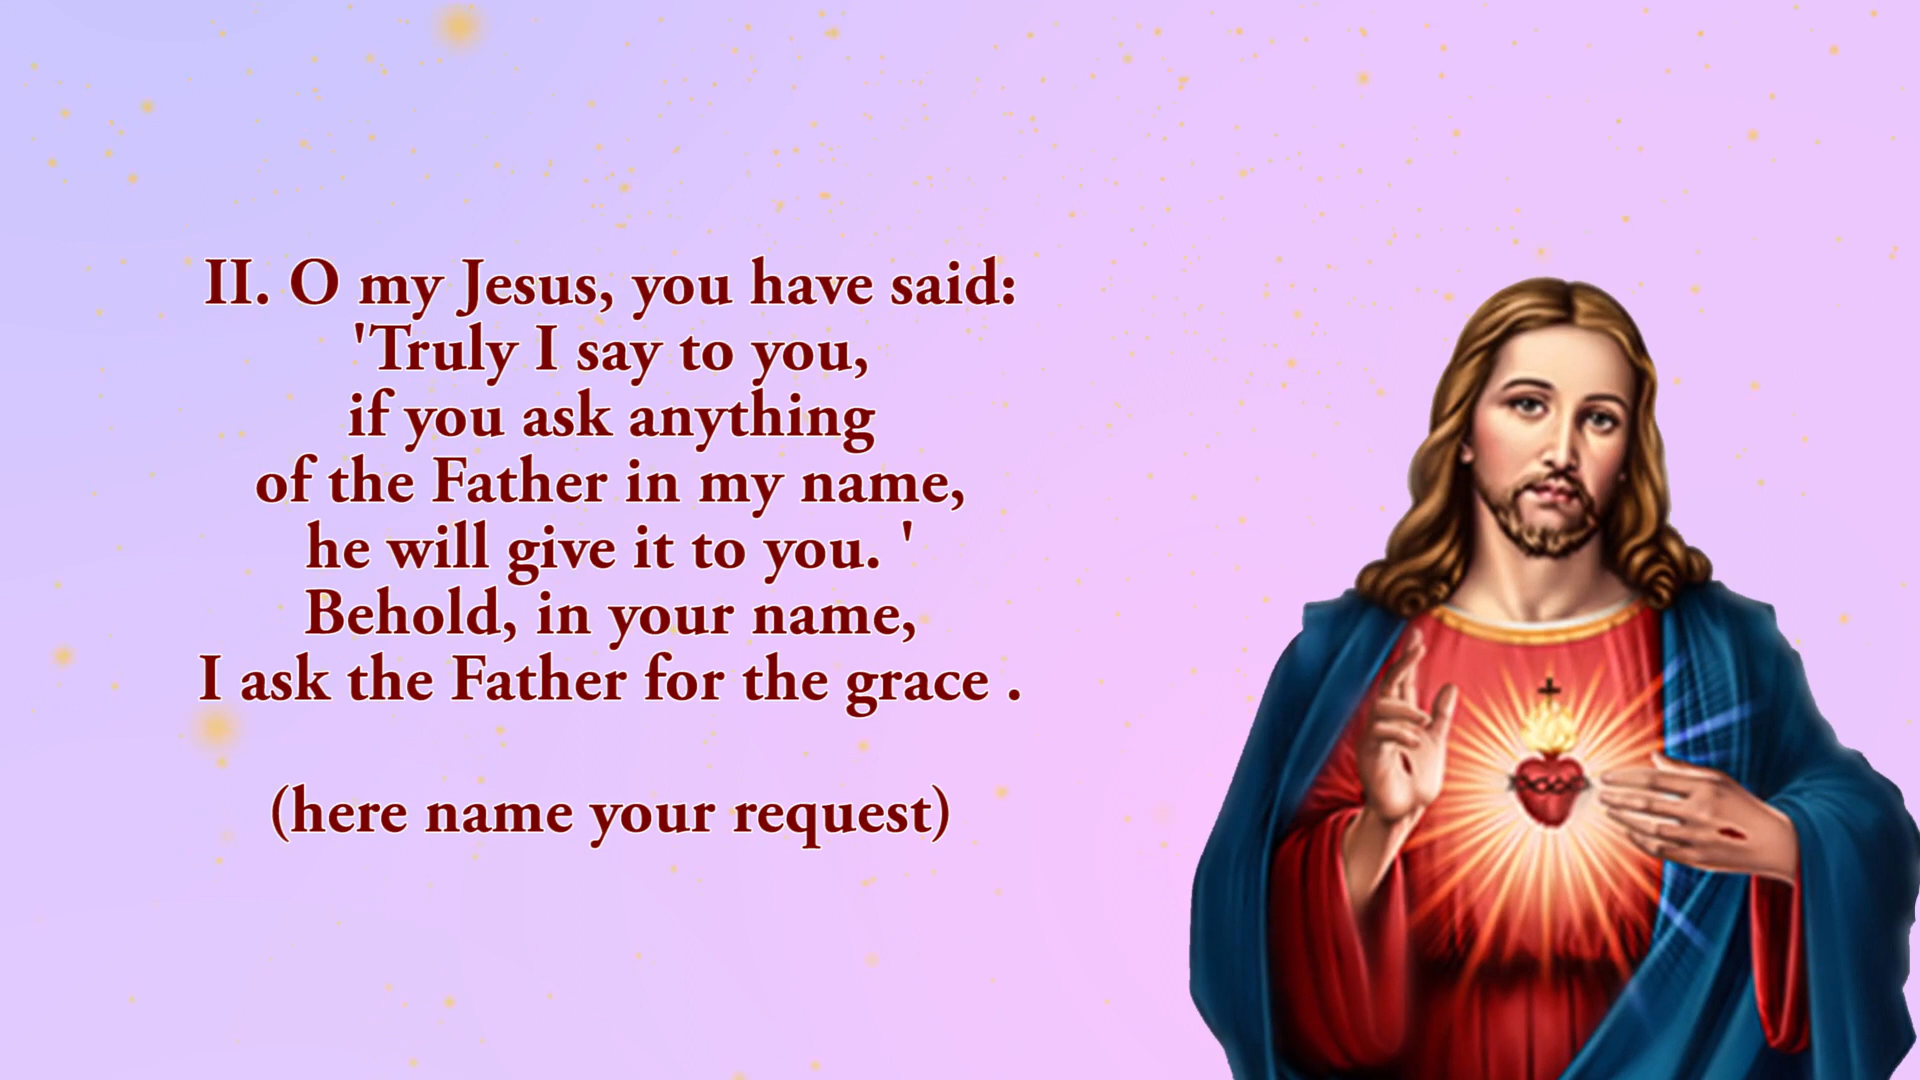 II. O my Jesus, you have said:
'Truly I say to you,
if you ask anything
of the Father in my name,
he will give it to you. '
Behold, in your name,
I ask the Father for the grace .
(here name your request)